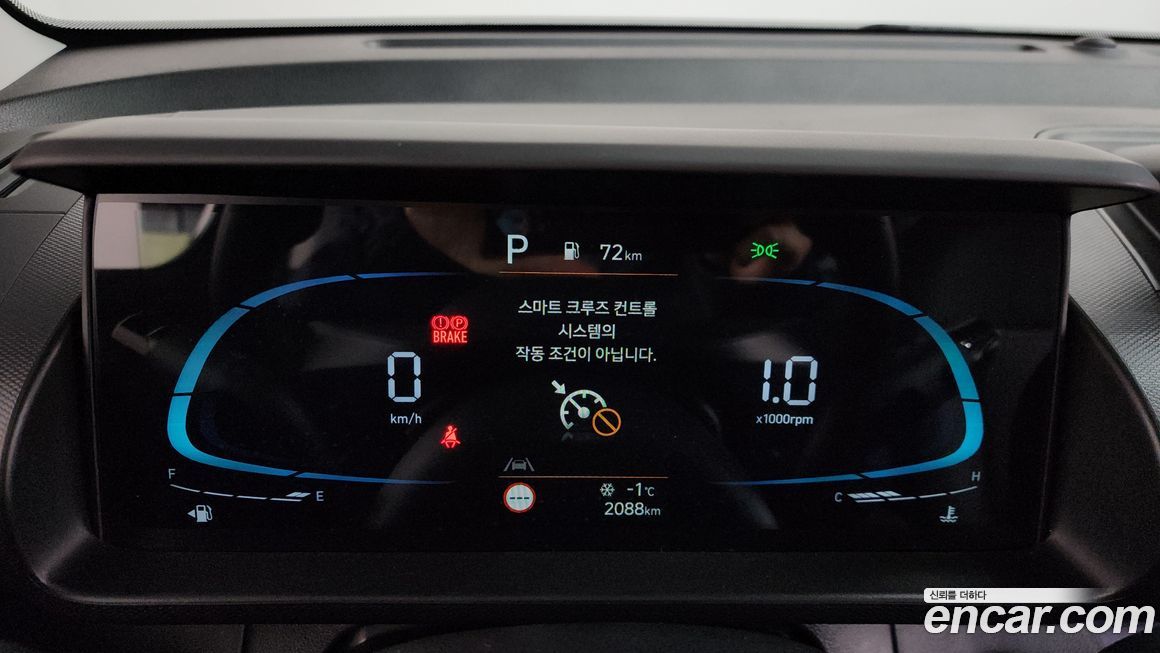 P 72km
스마트 크루즈 컨트롤
시스템의
작동 조건이 아닙니다.
BRAKE
0
km/h
1.0
x1000rpm
F E
-1℃
2088km
C H
신뢰를 더하다
encar.com